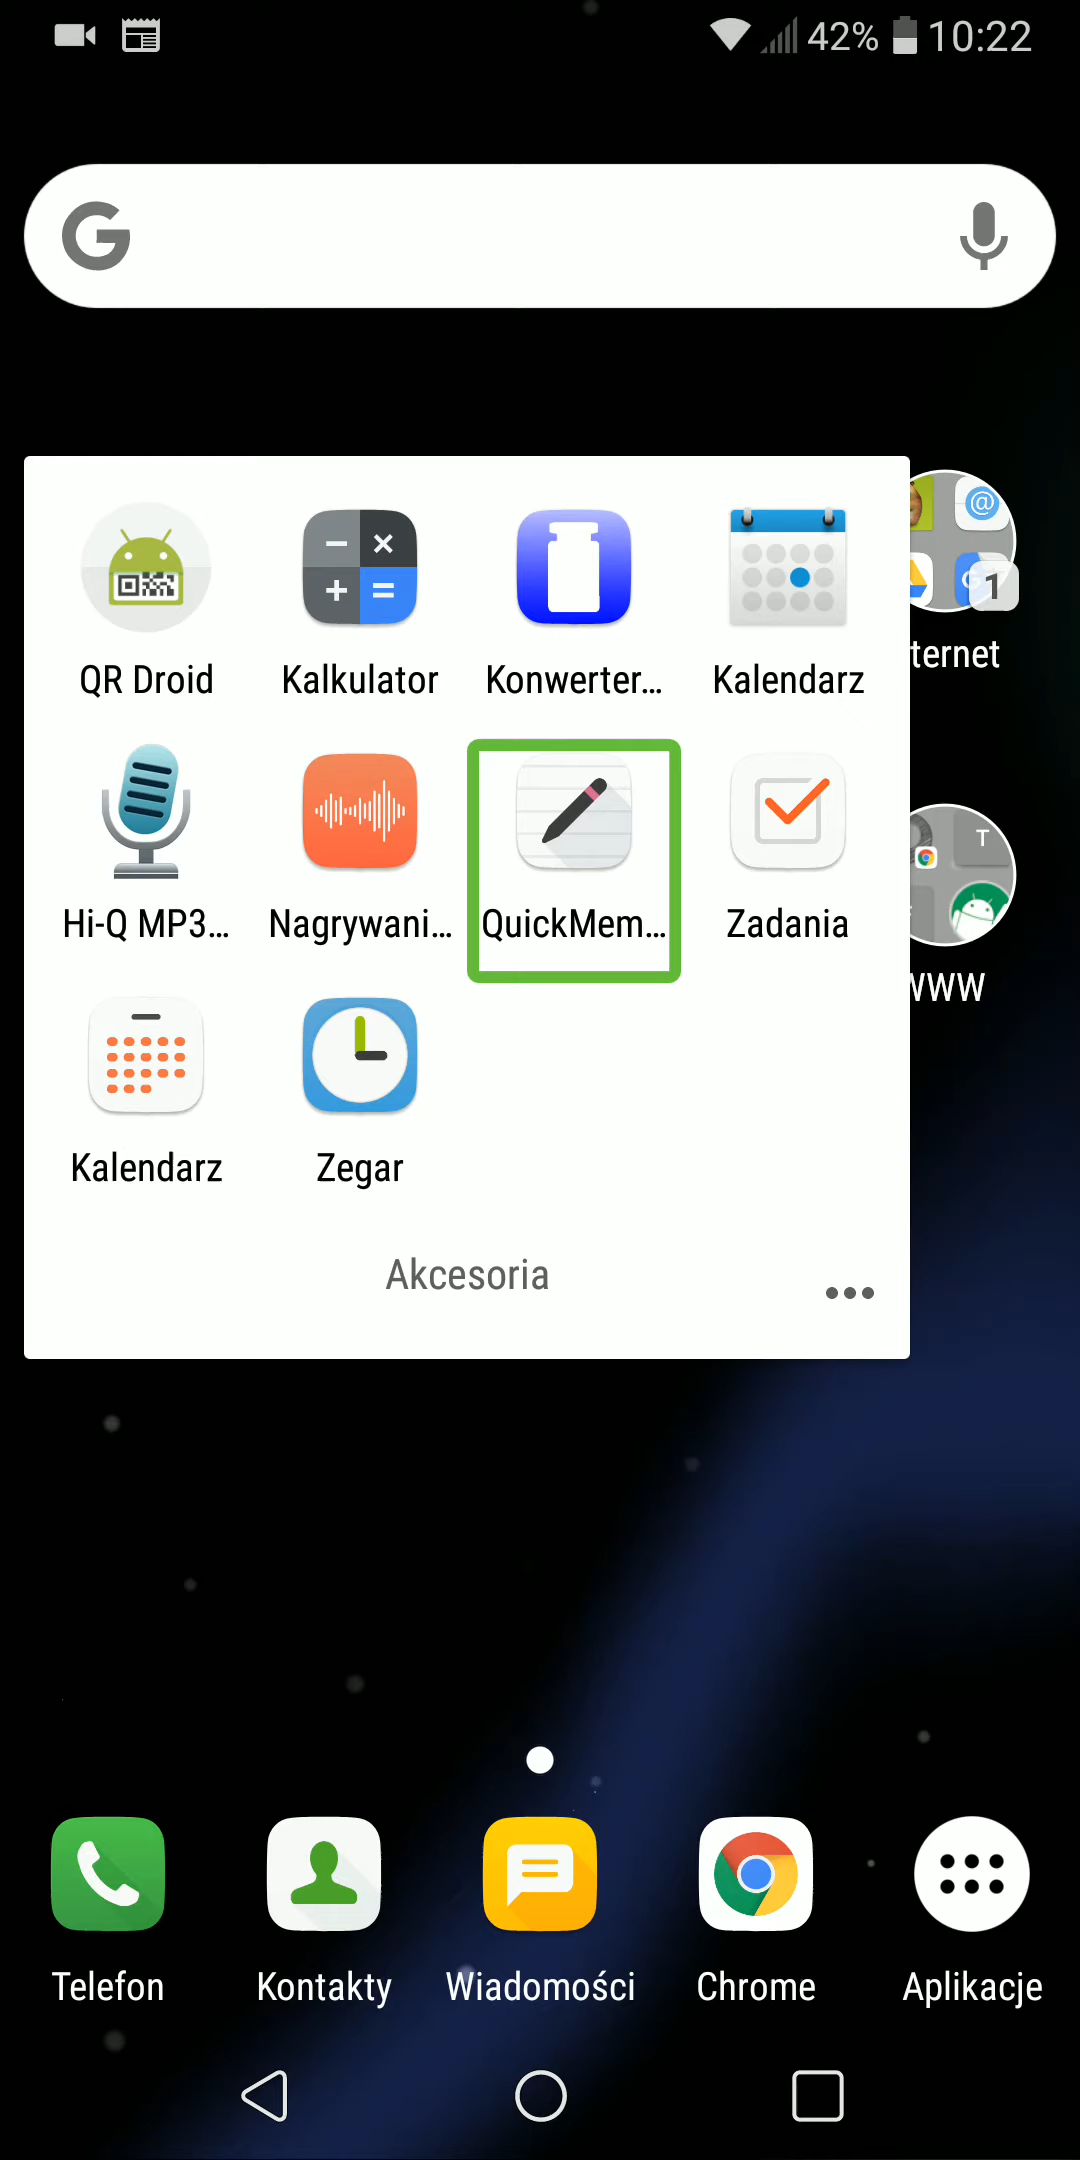 42% 10:22
G
QR Droid Kalkulator Konwerter... Kalendarz
@
G 1
ternet
Hi-Q MP3... Nagrywani... QuickMem... Zadania
T
WWW
Kalendarz Zegar
Akcesoria
Telefon Kontakty Wiadomości Chrome Aplikacje